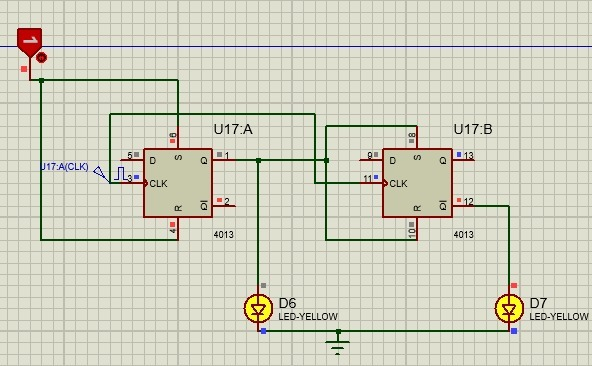 1
U17:A
U17:B
6
8
5 D S Q 1
9 D S Q 13
U17:A(CLK)
3 CLK
11 CLK
R Q 2
R Q 12
4
4013
10
4013
D6
LED-YELLOW
D7
LED-YELLOW